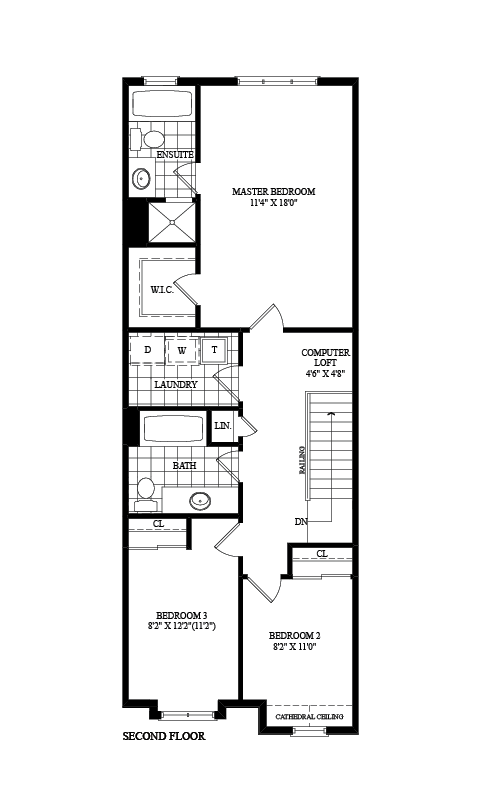 ENSUITE
MASTER BEDROOM
11'4" X 18'0"
W.I.C.
D
W
T
LAUNDRY
COMPUTER
LOFT
4'6" X 4'8"
LIN.
RAILING
BATH
DN
CL
CL
BEDROOM 3
8'2" X 12'2"(11'2")
BEDROOM 2
8'2" X 11'0"
CATHEDRAL CEILING
SECOND FLOOR